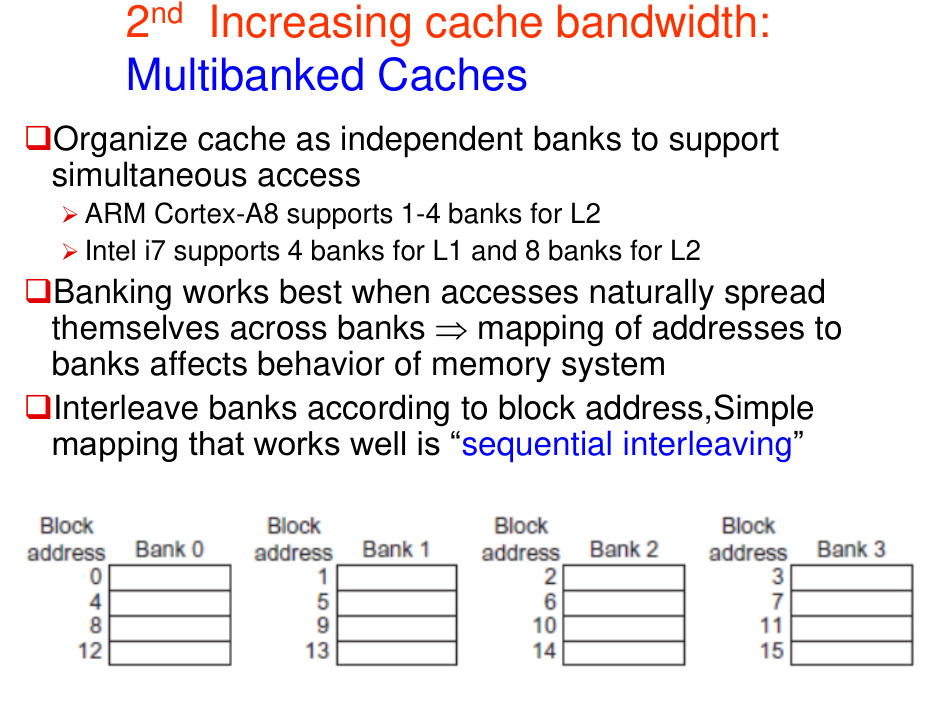 2nd Increasing cache bandwidth:
Multibanked Caches
❑Organize cache as independent banks to support
simultaneous access
➢ ARM Cortex-A8 supports 1-4 banks for L2
➢ Intel i7 supports 4 banks for L1 and 8 banks for L2
❑Banking works best when accesses naturally spread
themselves across banks ⇒ mapping of addresses to
banks affects behavior of memory system
❑Interleave banks according to block address,Simple
mapping that works well is “sequential interleaving”
Block Block Block Block
address Bank 0 address Bank 1 address Bank 2 address Bank 3
0 1 2 3
4 5 6 7
8 9 10 11
12 13 14 15